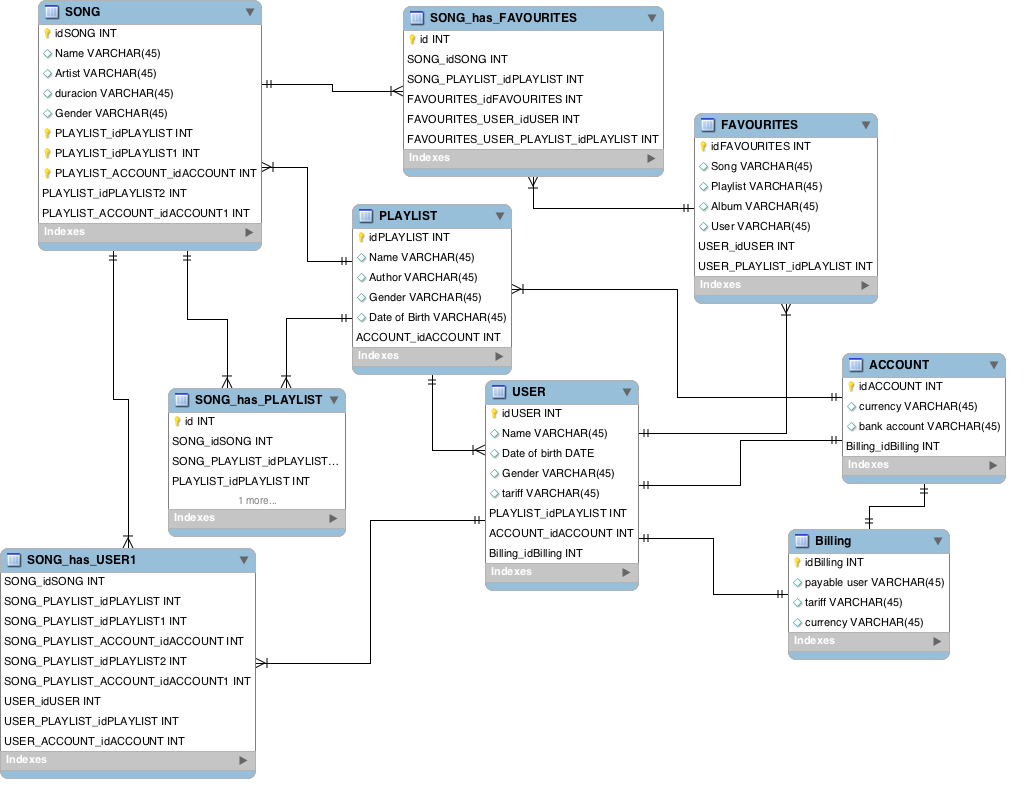 SONG
idSONG INT
Name VARCHAR(45)
Artist VARCHAR(45)
duracion VARCHAR(45)
Gender VARCHAR(45)
PLAYLIST_idPLAYLIST INT
PLAYLIST_idPLAYLIST1 INT
PLAYLIST_ACCOUNT_idACCOUNT INT
PLAYLIST_idPLAYLIST2 INT
PLAYLIST_ACCOUNT_idACCOUNT1 INT
Indexes
SONG_has_FAVOURITES
id INT
SONG_idSONG INT
SONG_PLAYLIST_idPLAYLIST INT
FAVOURITES_idFAVOURITES INT
FAVOURITES_USER_idUSER INT
FAVOURITES_USER_PLAYLIST_idPLAYLIST INT
Indexes
FAVOURITES
idFAVOURITES INT
Song VARCHAR(45)
Playlist VARCHAR(45)
Album VARCHAR(45)
User VARCHAR(45)
USER_idUSER INT
USER_PLAYLIST_idPLAYLIST INT
Indexes
PLAYLIST
idPLAYLIST INT
Name VARCHAR(45)
Author VARCHAR(45)
Gender VARCHAR(45)
Date of Birth VARCHAR(45)
ACCOUNT_idACCOUNT INT
Indexes
ACCOUNT
idACCOUNT INT
currency VARCHAR(45)
bank account VARCHAR(45)
Billing_idBilling INT
Indexes
SONG_has_PLAYLIST
id INT
SONG_idSONG INT
SONG_PLAYLIST_idPLAYLIST...
PLAYLIST_idPLAYLIST INT
1 more...
Indexes
USER
idUSER INT
Name VARCHAR(45)
Date of birth DATE
Gender VARCHAR(45)
tariff VARCHAR(45)
PLAYLIST_idPLAYLIST INT
ACCOUNT_idACCOUNT INT
Billing_idBilling INT
Indexes
Billing
idBilling INT
payable user VARCHAR(45)
tariff VARCHAR(45)
currency VARCHAR(45)
Indexes
SONG_has_USER1
SONG_idSONG INT
SONG_PLAYLIST_idPLAYLIST INT
SONG_PLAYLIST_idPLAYLIST1 INT
SONG_PLAYLIST_ACCOUNT_idACCOUNT INT
SONG_PLAYLIST_idPLAYLIST2 INT
SONG_PLAYLIST_ACCOUNT_idACCOUNT1 INT
USER_idUSER INT
USER_PLAYLIST_idPLAYLIST INT
USER_ACCOUNT_idACCOUNT INT
Indexes